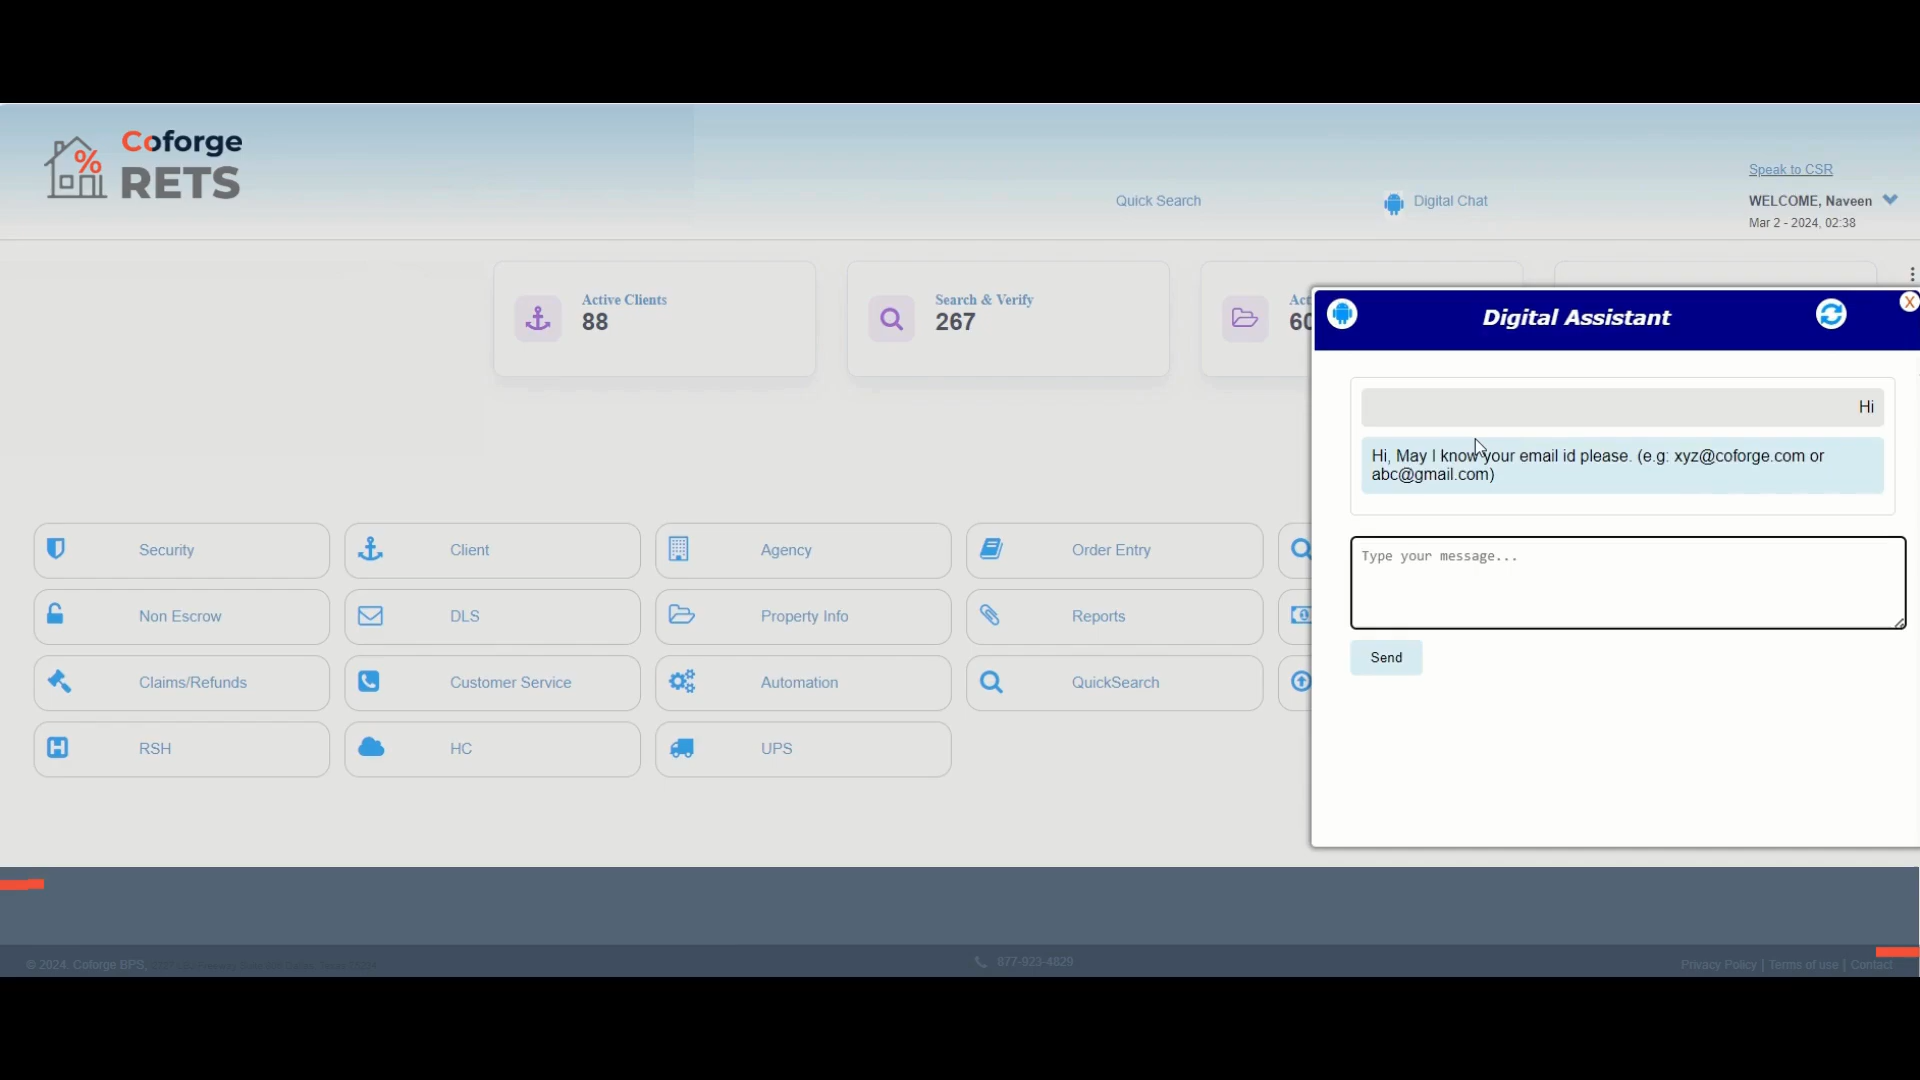 Coforge
RETS
Speak to CSR
Quick Search
Digital Chat
WELCOME, Naveen
Mar 2 - 2024, 02:38
Active Clients
88
Search & Verify
267
Digital Assistant
X
Hi
Hi, May I know your email id please. (e.g: xyz@coforge.com or
abc@gmail.com)
Type your message...
Send
Security
Client
Agency
Order Entry
Non Escrow
DLS
Property Info
Reports
Claims/Refunds
Customer Service
Automation
QuickSearch
RSH
HC
UPS
© 2024. Coforge BPS,
877-923-4829
Privacy Policy | Terms of use | Contact